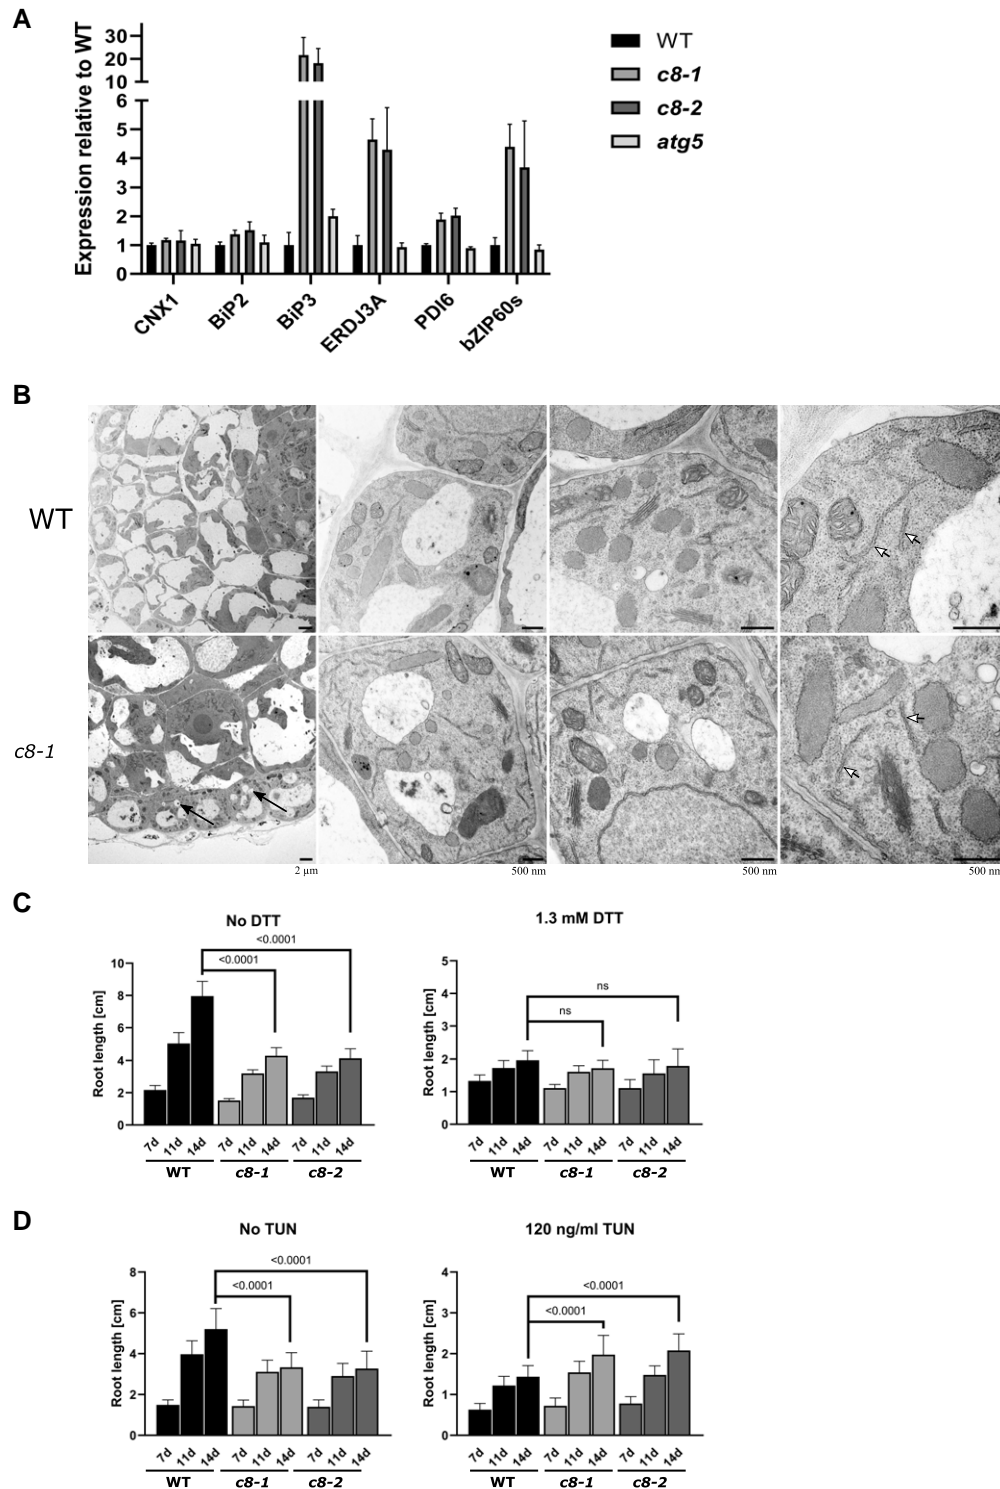 A
Expression relative to WT
30
20
10
6
5
4
3
2
1
0
CNX1
BiP2
BiP3
ERDJ3A
PDI6
bZIP60s
WT
c8-1
c8-2
atg5
B
WT
c8-1
2 µm
500 nm
500 nm
500 nm
C
No DTT
<0.0001
<0.0001
Root length [cm]
10
8
6
4
2
0
7d 11d 14d 7d 11d 14d 7d 11d 14d
WT c8-1 c8-2
1.3 mM DTT
ns
ns
Root length [cm]
5
4
3
2
1
0
7d 11d 14d 7d 11d 14d 7d 11d 14d
WT c8-1 c8-2
D
No TUN
<0.0001
<0.0001
Root length [cm]
8
6
4
2
0
7d 11d 14d 7d 11d 14d 7d 11d 14d
WT c8-1 c8-2
120 ng/ml TUN
<0.0001
<0.0001
Root length [cm]
4
3
2
1
0
7d 11d 14d 7d 11d 14d 7d 11d 14d
WT c8-1 c8-2